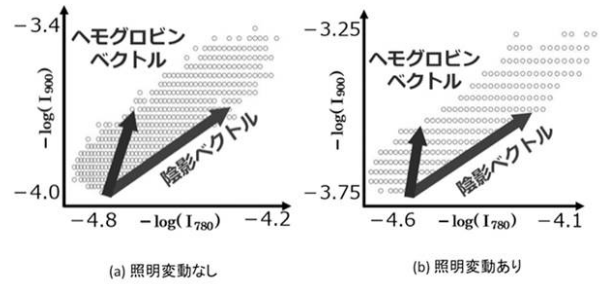 −3.4
ヘモグロビン
ベクトル
−log(I900)
陰影ベクトル
−4.0
−4.8
−log(I780)
−4.2
(a) 照明変動なし
−3.25
ヘモグロビン
ベクトル
−log(I900)
陰影ベクトル
−3.75
−4.6
−log(I780)
−4.1
(b) 照明変動あり